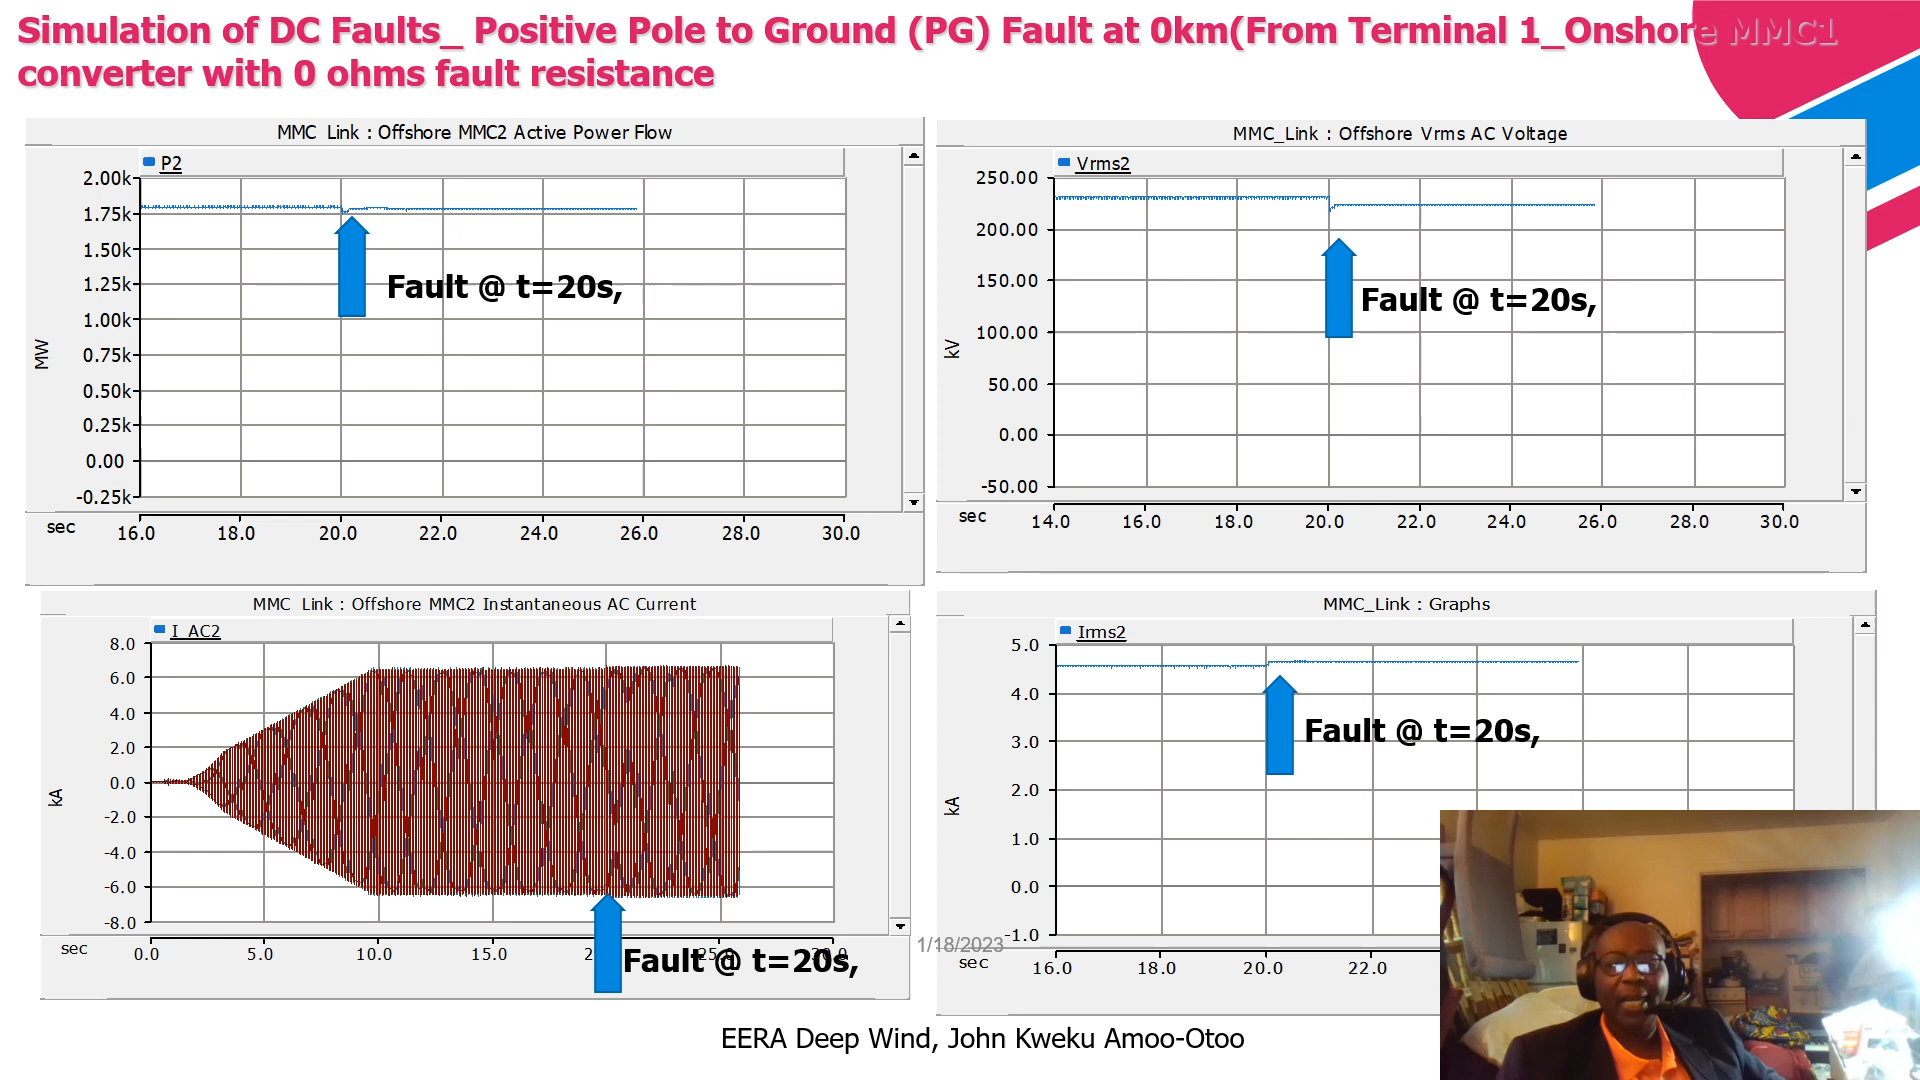 Simulation of DC Faults_ Positive Pole to Ground (PG) Fault at 0km(From Terminal 1_Onshore MMC1
converter with 0 ohms fault resistance
MMC Link : Offshore MMC2 Active Power Flow
P2
2.00k
1.75k
1.50k
1.25k
1.00k
0.75k
0.50k
0.25k
0.00
-0.25k
MW
Fault @ t=20s,
sec
16.0 18.0 20.0 22.0 24.0 26.0 28.0 30.0
MMC_Link : Offshore Vrms AC Voltage
Vrms2
250.00
200.00
150.00
100.00
50.00
0.00
-50.00
kV
Fault @ t=20s,
sec
14.0 16.0 18.0 20.0 22.0 24.0 26.0 28.0 30.0
MMC Link : Offshore MMC2 Instantaneous AC Current
I_AC2
8.0
6.0
4.0
2.0
0.0
-2.0
-4.0
-6.0
-8.0
kA
sec
0.0 5.0 10.0 15.0 25.0 30.0
Fault @ t=20s,
MMC_Link : Graphs
Irms2
5.0
4.0
3.0
2.0
1.0
0.0
-1.0
kA
Fault @ t=20s,
sec
16.0 18.0 20.0 22.0
1/18/2023
EERA Deep Wind, John Kweku Amoo-Otoo